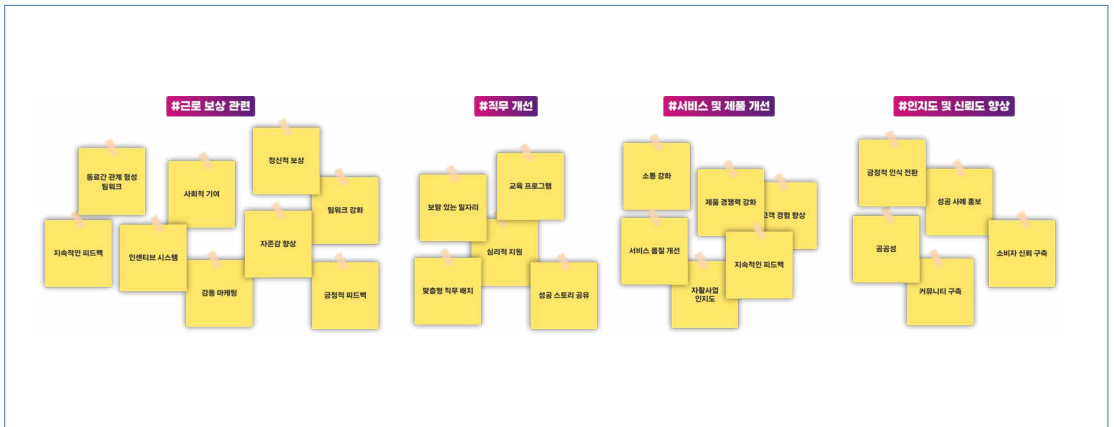 #근로 보상 관련
동료간 관계 형성
팀워크
사회적 기여
정신적 보상
팀워크 강화
지속적인 피드백
인센티브 시스템
자존감 향상
감동 마케팅
긍정적 피드백
#직무 개선
보람 있는 일자리
교육 프로그램
심리적 지원
맞춤형 직무 배치
성공 스토리 공유
#서비스 및 제품 개선
소통 강화
제품 경쟁력 강화
고객 경험 향상
서비스 품질 개선
지속적인 피드백
자활사업
인지도
#인지도 및 신뢰도 향상
긍정적 인식 전환
성공 사례 홍보
공공성
소비자 신뢰 구축
커뮤니티 구축